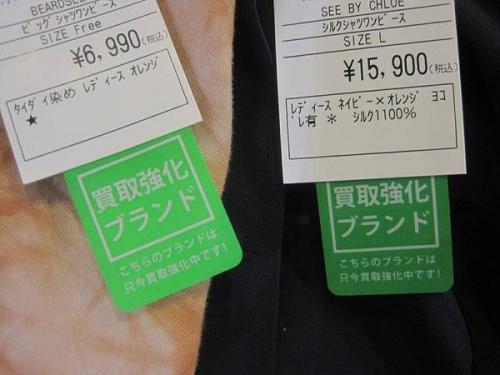 ビッグシャツワンピース
SIZE Free
¥6,990(税込)
タイダイ染め レディース オレンジ
★
買取強化
ブランド
こちらのブランドは
只今買取強化中です!
SEE BY CHLOE
シルクシャツワンピース
SIZE L
¥15,900(税込)
レディース ネイビー×オレンジ ヨコ
ﾞレ有 * シルク1100%
買取強化
ブランド
こちらのブランドは
只今買取強化中です!